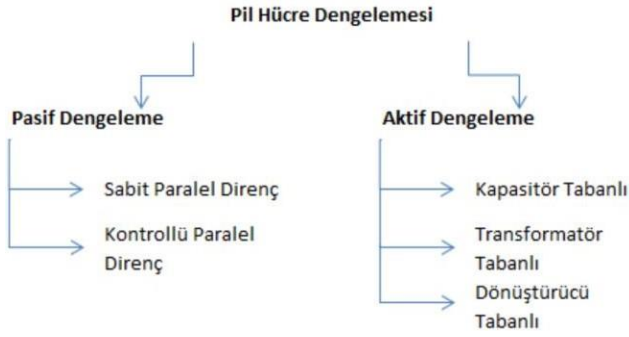 Pil Hücre Dengelemesi
Pasif Dengeleme
Sabit Paralel Direnç
Kontrollü Paralel
Direnç
Aktif Dengeleme
Kapasitör Tabanlı
Transformatör
Tabanlı
Dönüştürücü
Tabanlı